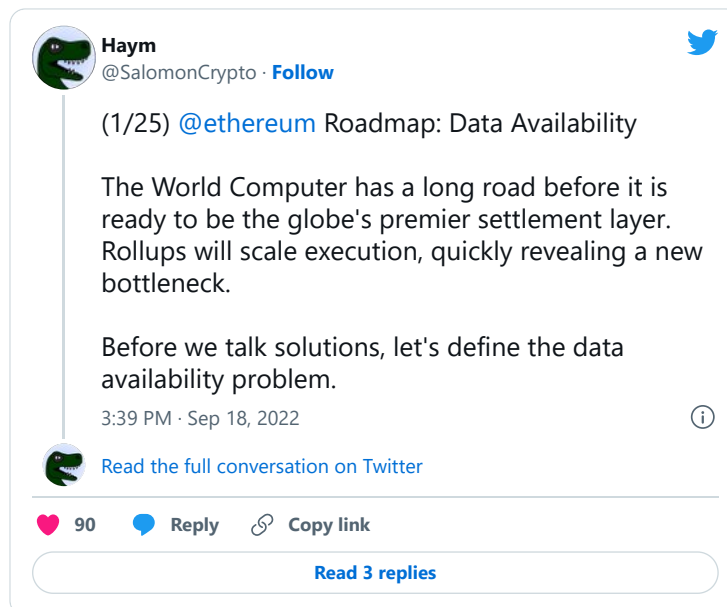 Haym
@SalomonCrypto · Follow
(1/25) @ethereum Roadmap: Data Availability
The World Computer has a long road before it is
ready to be the globe's premier settlement layer.
Rollups will scale execution, quickly revealing a new
bottleneck.
Before we talk solutions, let's define the data
availability problem.
3:39 PM · Sep 18, 2022
Read the full conversation on Twitter
90 Reply Copy link
Read 3 replies